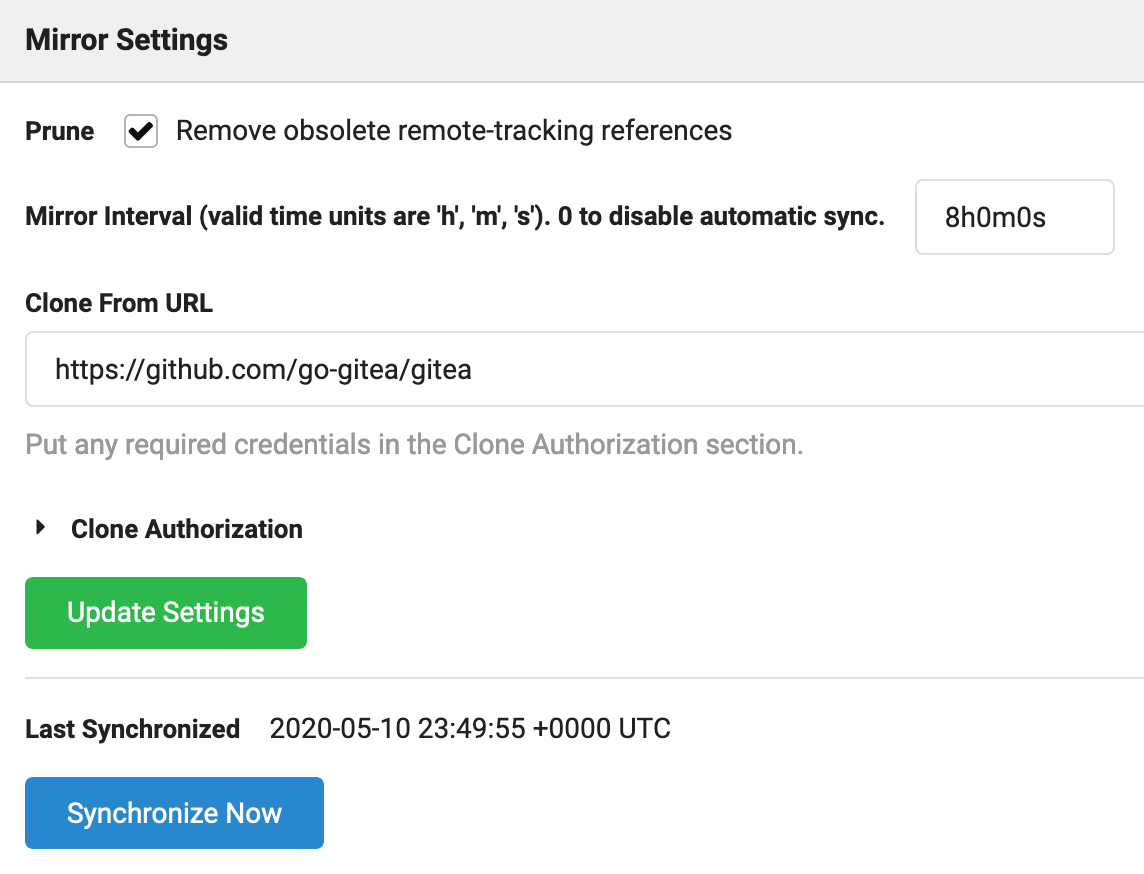 Mirror Settings
Prune Remove obsolete remote-tracking references
Mirror Interval (valid time units are 'h', 'm', 's'). 0 to disable automatic sync. 8h0m0s
Clone From URL
https://github.com/go-gitea/gitea
Put any required credentials in the Clone Authorization section.
Clone Authorization
Update Settings
Last Synchronized 2020-05-10 23:49:55 +0000 UTC
Synchronize Now